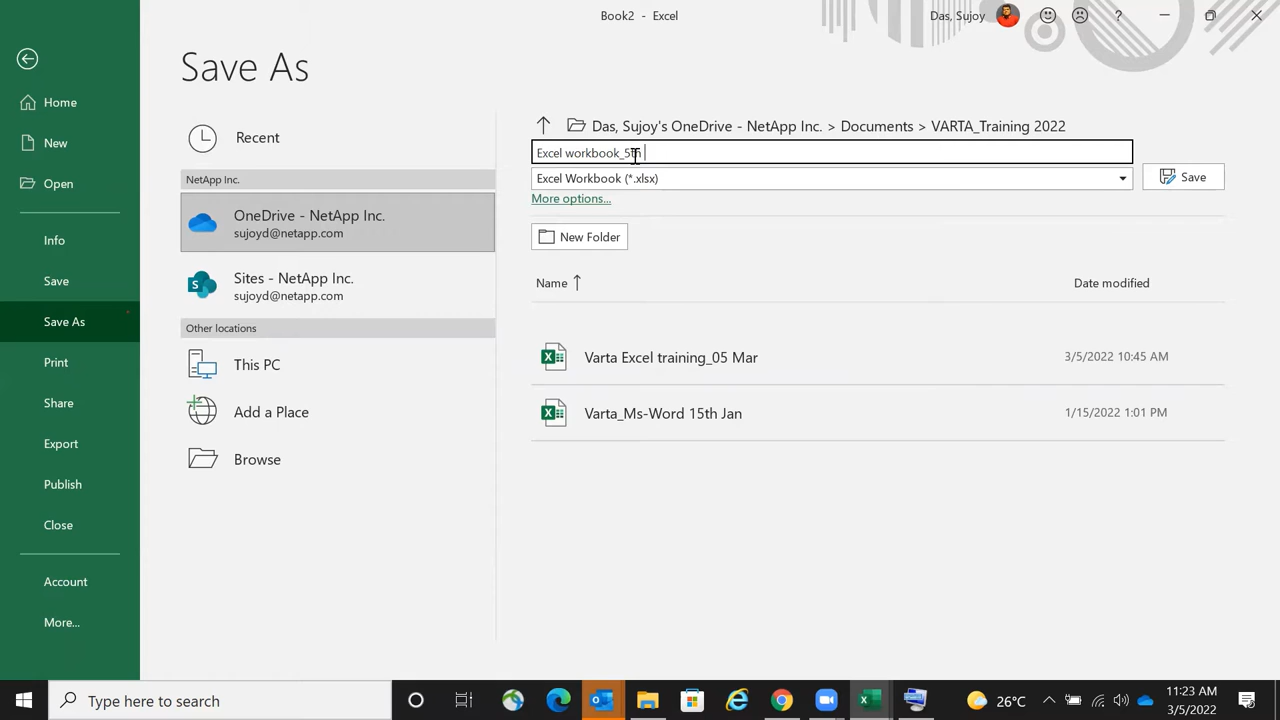 Book2 - Excel
Das, Sujoy
?
Save As
Home
New
Open
Info
Save
Save As
Print
Share
Export
Publish
Close
Account
More...
Recent
NetApp Inc.
OneDrive - NetApp Inc.
sujoyd@netapp.com
S
Sites - NetApp Inc.
sujoyd@netapp.com
Other locations
This PC
Add a Place
Browse
Das, Sujoy's OneDrive - NetApp Inc. > Documents > VARTA_Training 2022
Excel workbook_5th
Excel Workbook (*.xlsx)
Save
More options...
New Folder
Name
Date modified
Varta Excel training_05 Mar
3/5/2022 10:45 AM
Varta_Ms-Word 15th Jan
1/15/2022 1:01 PM
Type here to search
26°C
11:23 AM
3/5/2022